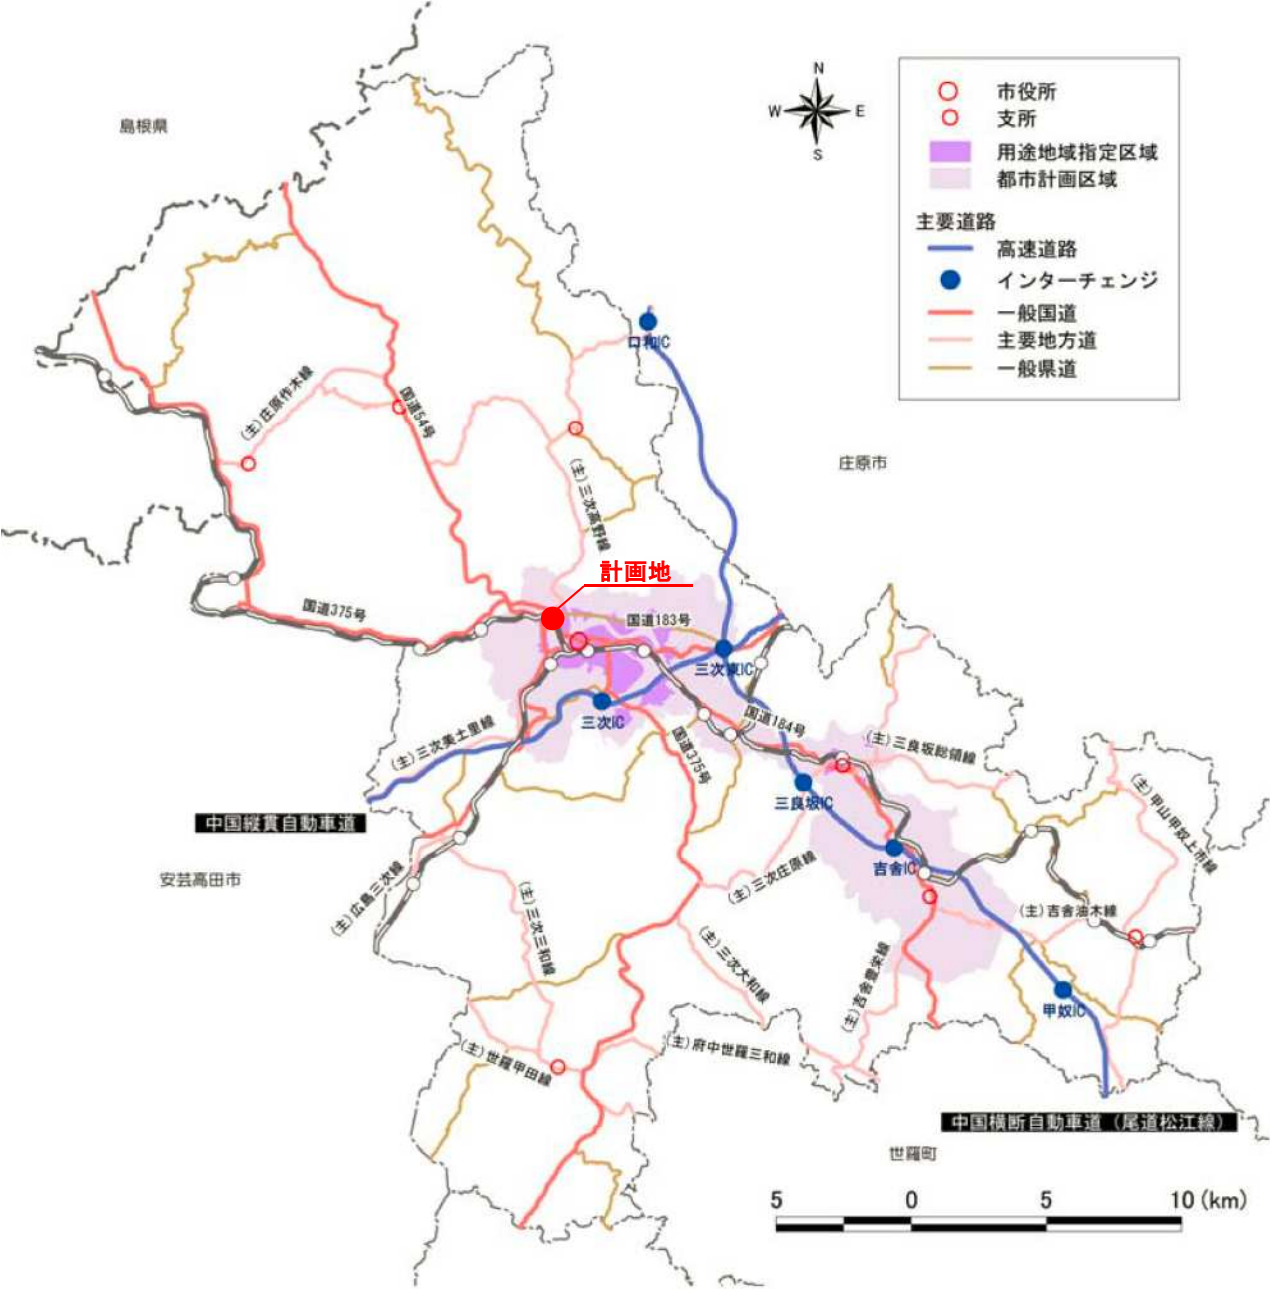 島根県
N
W
E
S
市役所
支所
用途地域指定区域
都市計画区域
主要道路
高速道路
インターチェンジ
一般国道
主要地方道
一般県道
口和IC
(主)庄原作木線
国道54号
庄原市
(主)三次高野線
計画地
国道375号
国道183号
三次東IC
三次IC
国道184号
(主)三次美土里線
国道375号
(主)三良坂総領線
三良坂IC
(主)甲山甲奴上市線
中国縦貫自動車道
安芸高田市
吉舎IC
(主)三次庄原線
(主)広島三次線
(主)三次三和線
(主)吉舎油木線
(主)三次大和線
(主)吉舎豊栄線
甲奴IC
(主)世羅甲田線
(主)府中世羅三和線
中国横断自動車道（尾道松江線）
世羅町
5 0 5 10 (km)